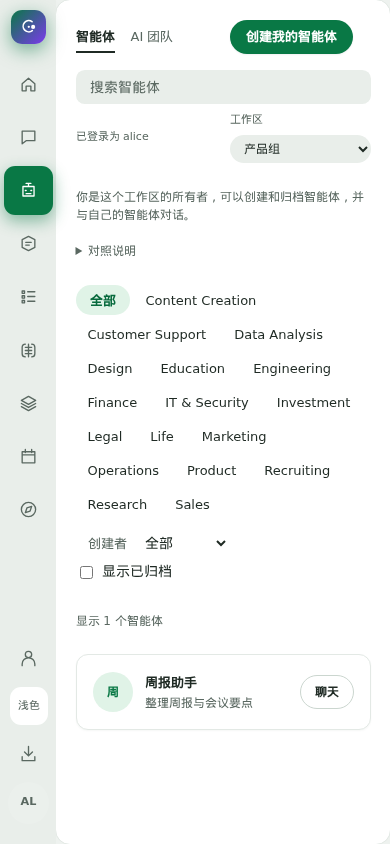 智能体 AI 团队 创建我的智能体
搜索智能体
工作区
已登录为 alice
产品组
你是这个工作区的所有者，可以创建和归档智能体，并
与自己的智能体对话。
对照说明
全部 Content Creation
Customer Support Data Analysis
Design Education Engineering
Finance IT & Security Investment
Legal Life Marketing
Operations Product Recruiting
Research Sales
创建者 全部
显示已归档
显示 1 个智能体
周 周报助手
整理周报与会议要点
聊天
浅色
AL